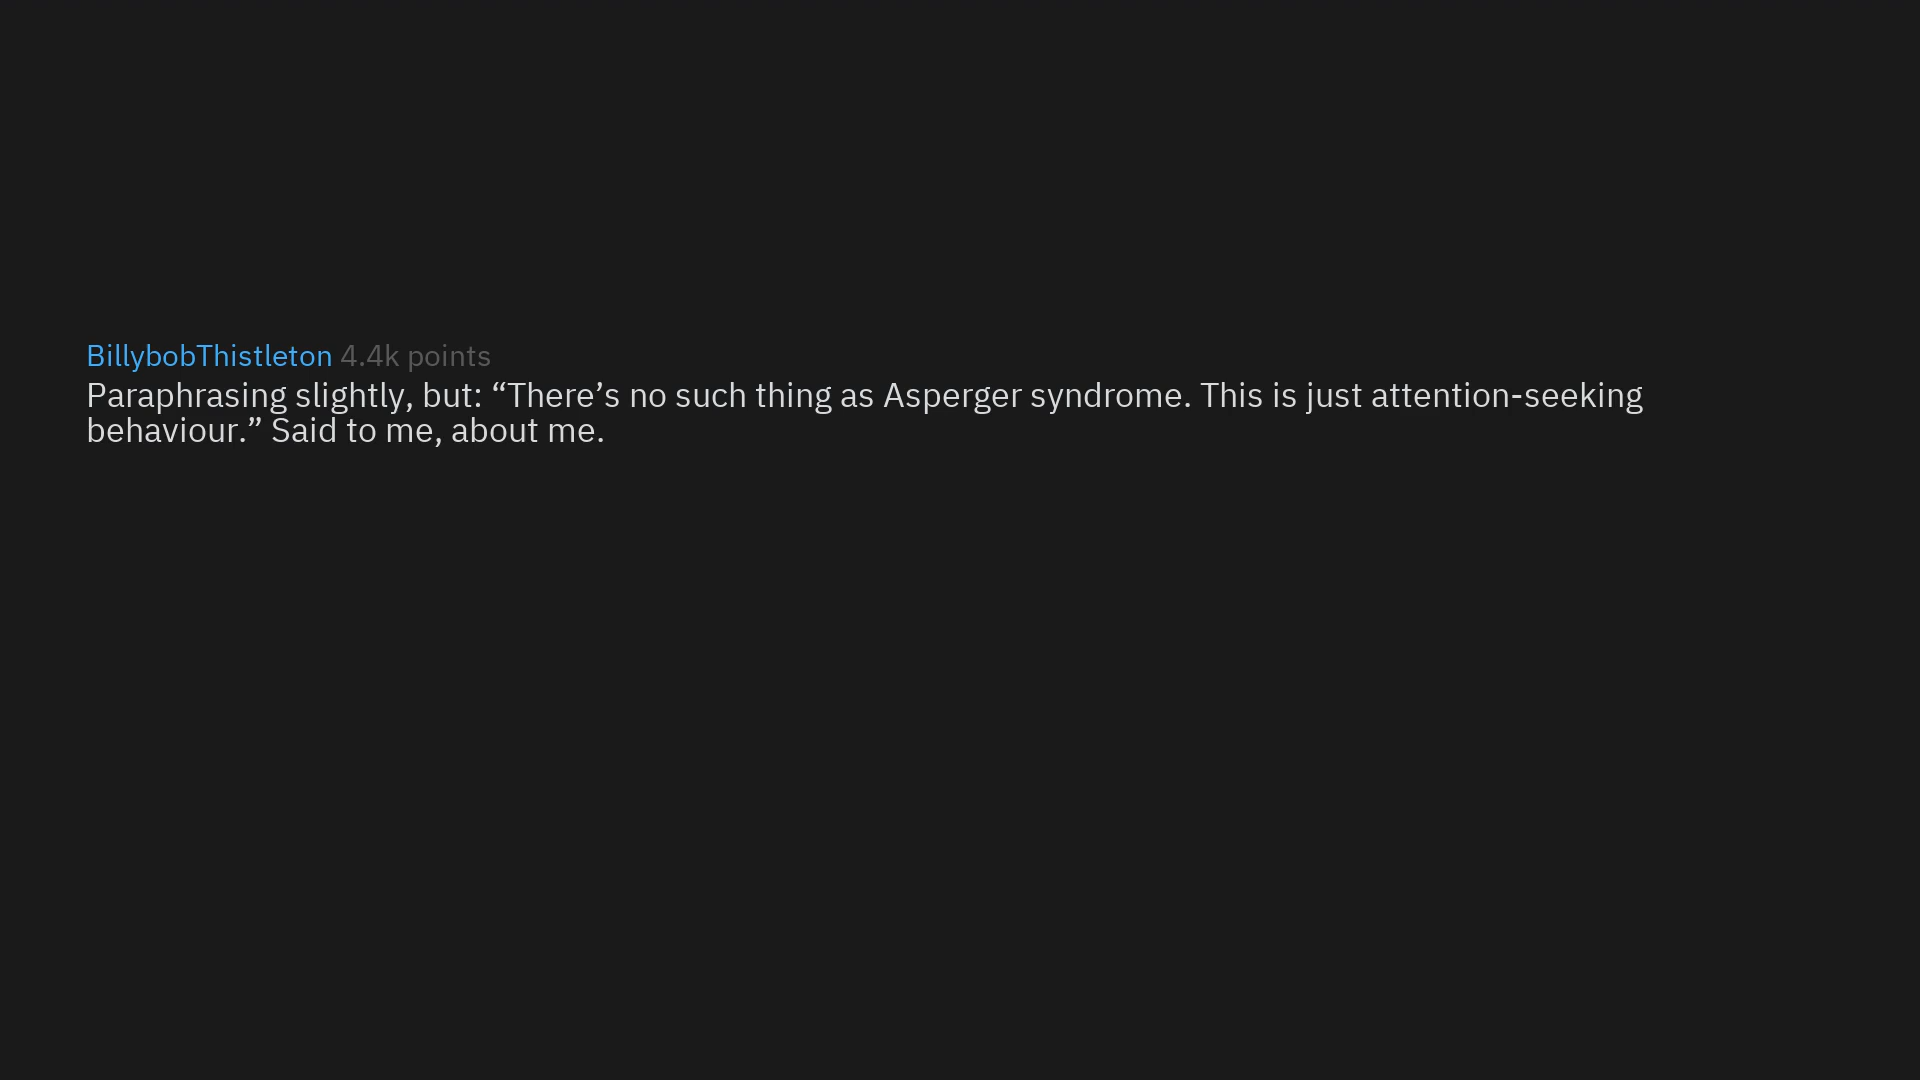 BillybobThistleton 4.4k points
Paraphrasing slightly, but: “There’s no such thing as Asperger syndrome. This is just attention-seeking
behaviour.” Said to me, about me.